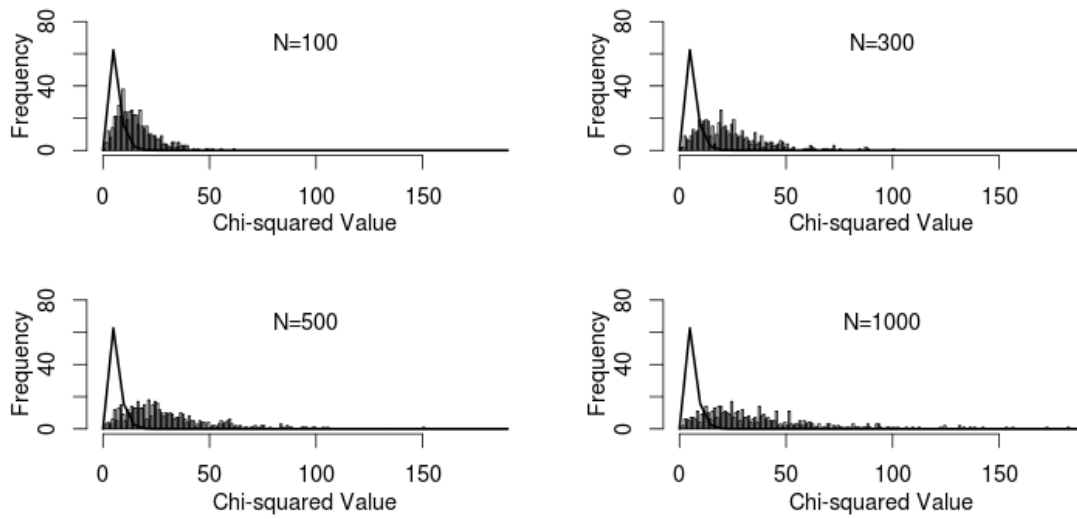 N=100
Frequency
0 40 80
0 50 100 150
Chi-squared Value
N=300
Frequency
0 40 80
0 50 100 150
Chi-squared Value
N=500
Frequency
0 40 80
0 50 100 150
Chi-squared Value
N=1000
Frequency
0 40 80
0 50 100 150
Chi-squared Value